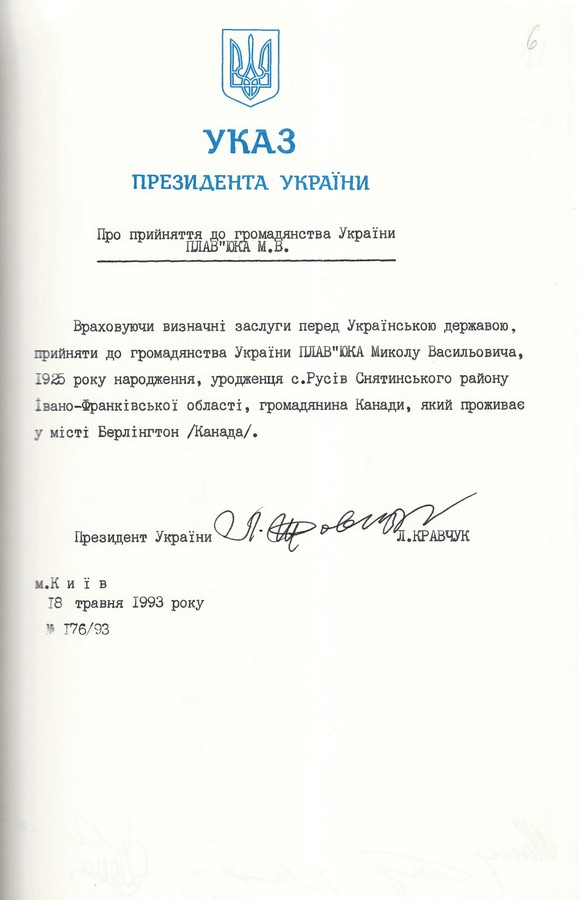 6
УКАЗ
ПРЕЗИДЕНТА УКРАЇНИ
Про прийняття до громадянства України
ПЛАВ"ЮКА М.В.
Враховуючи визначні заслуги перед Українською державою,
прийняти до громадянства України ПЛАВ"ЮКА Миколу Васильовича,
1925 року народження, уродженця с.Русів Снятинського району
Івано-Франківської області, громадянина Канади, який проживає
у місті Берлінгтон /Канада/.
Президент України Л.КРАВЧУК
м.К и ї в
18 травня 1993 року
№ 176/93